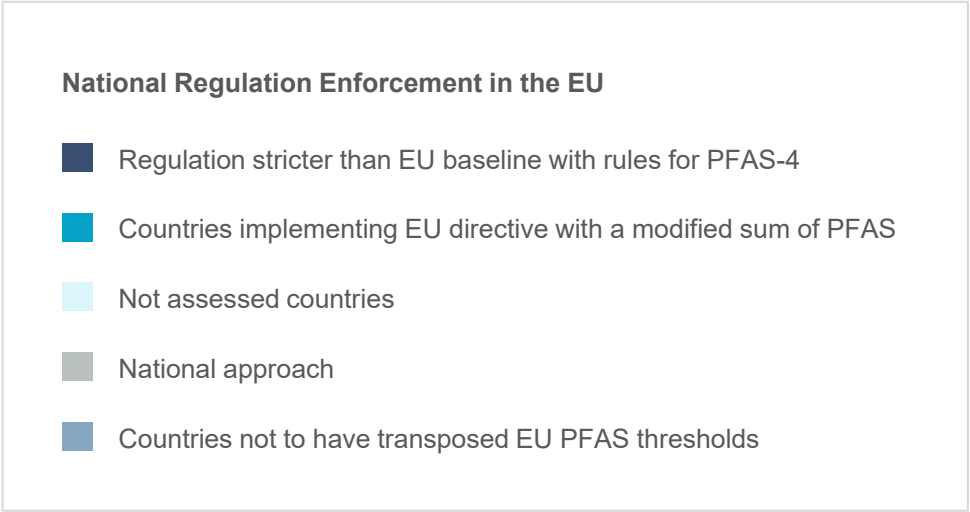 National Regulation Enforcement in the EU
Regulation stricter than EU baseline with rules for PFAS-4
Countries implementing EU directive with a modified sum of PFAS
Not assessed countries
National approach
Countries not to have transposed EU PFAS thresholds